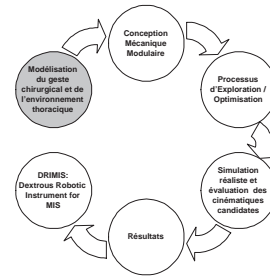 Conception
Mécanique
Modulaire
Modélisation
du geste
chirurgical et de
l'environnement
thoracique
Processus
d'Exploration /
Optimisation
DRIMIS:
Dextrous Robotic
Instrument for
MIS
Simulation
réaliste et
évaluation des
cinématiques
candidates
Résultats